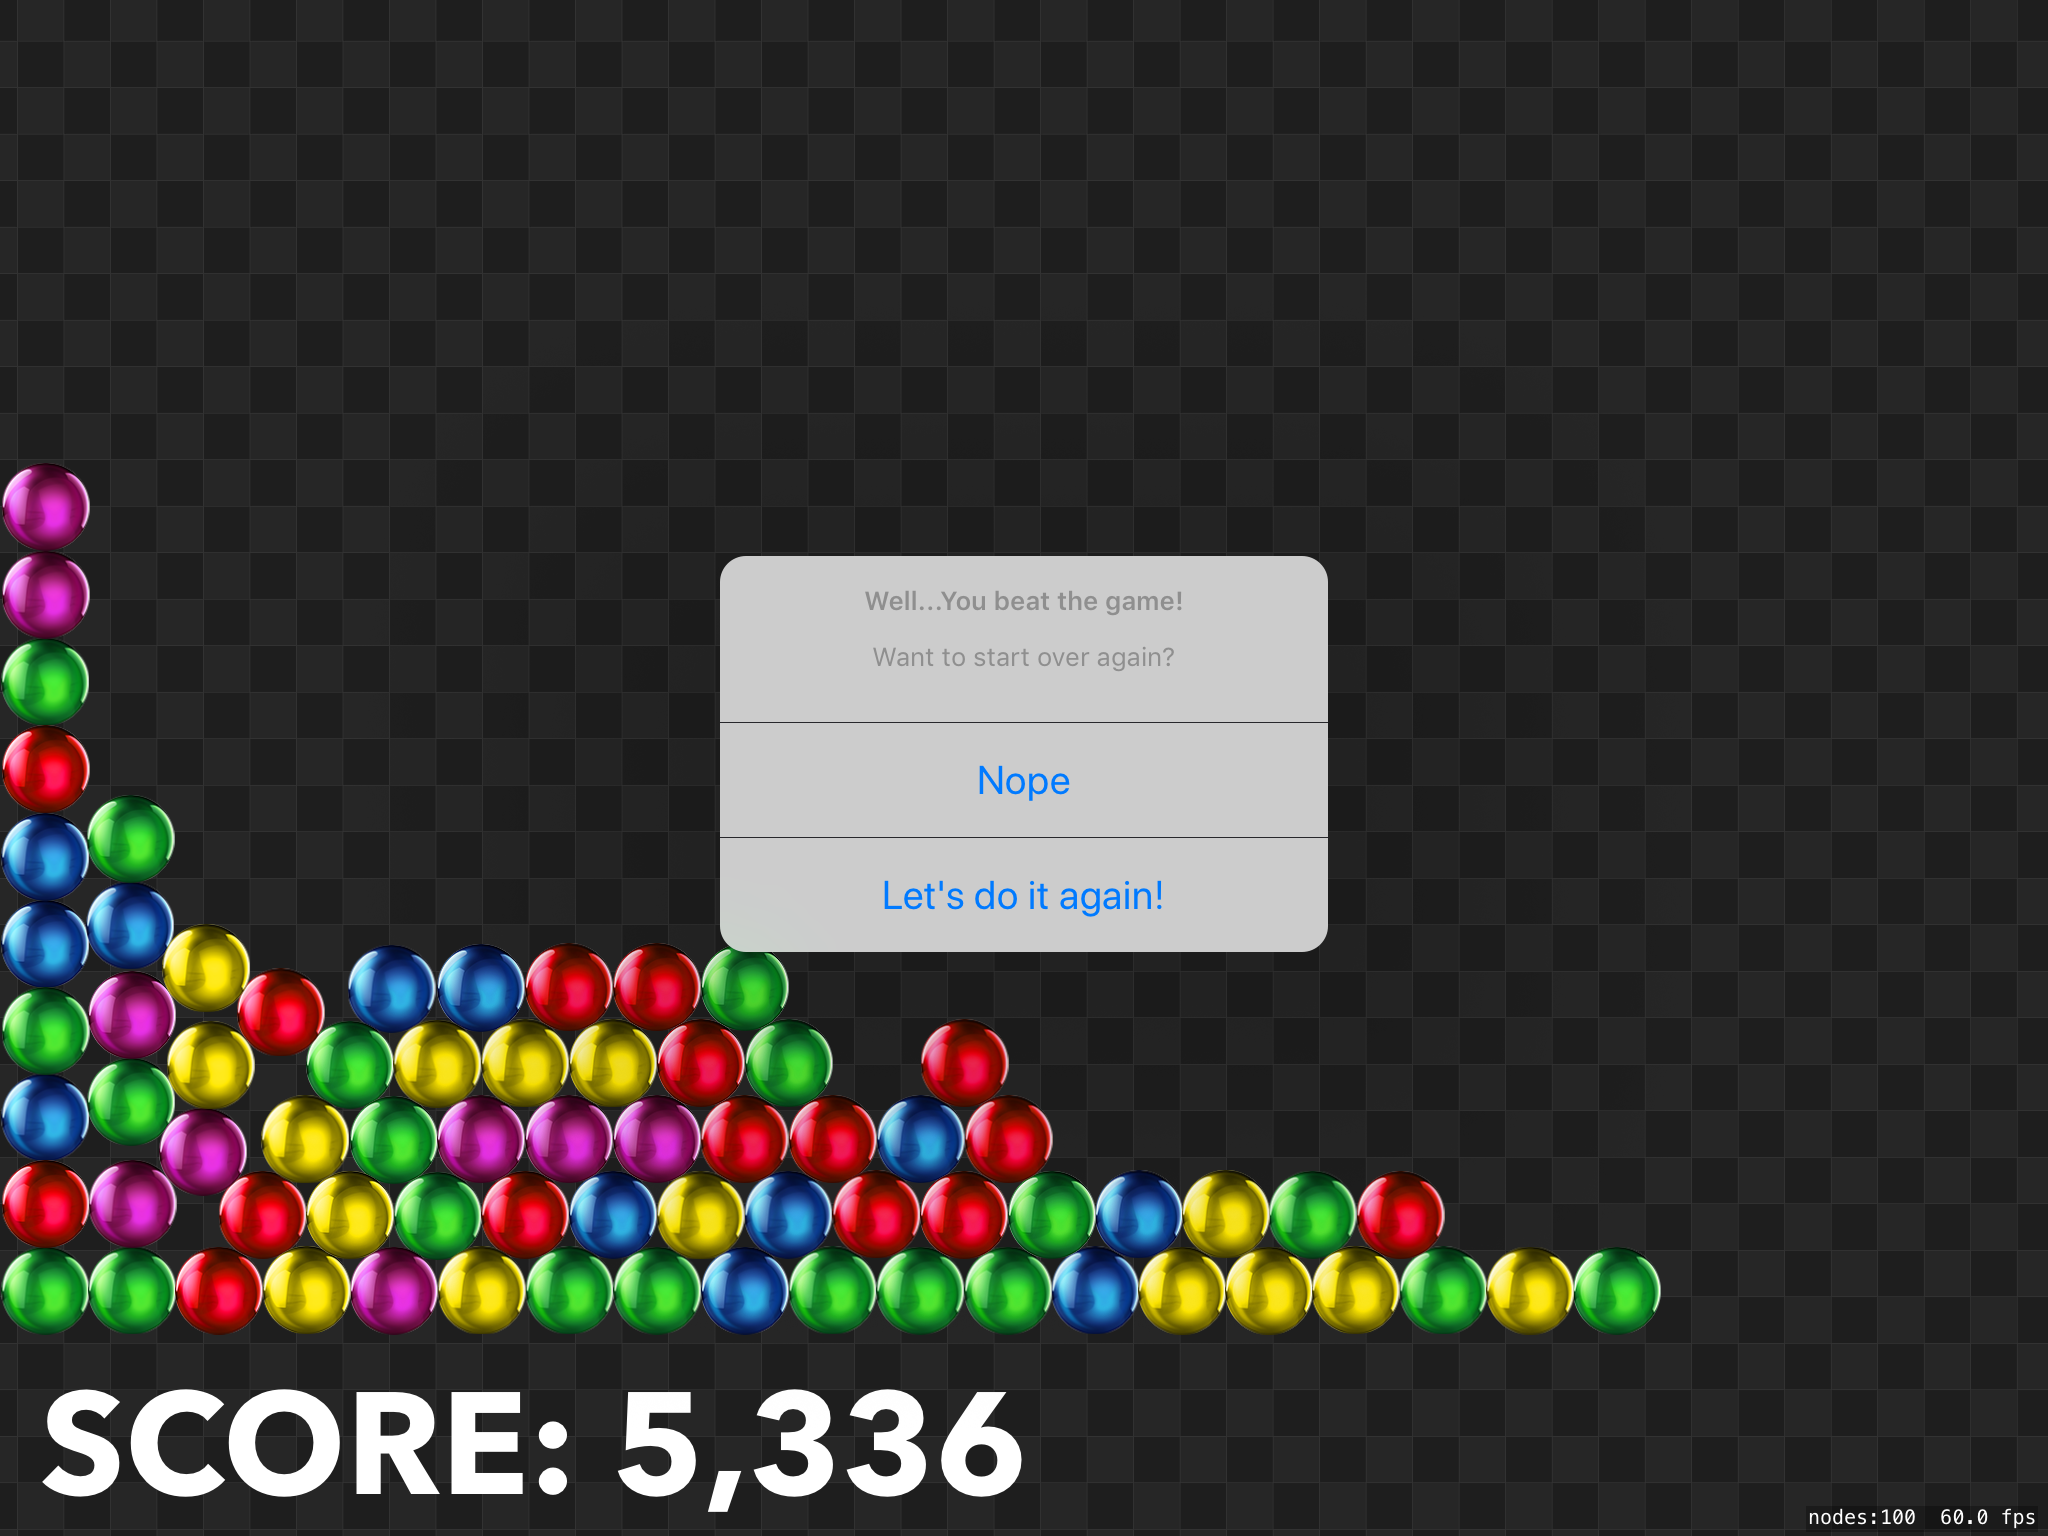 Well...You beat the game!
Want to start over again?
Nope
Let's do it again!
SCORE: 5,336
nodes:100  60.0 fps